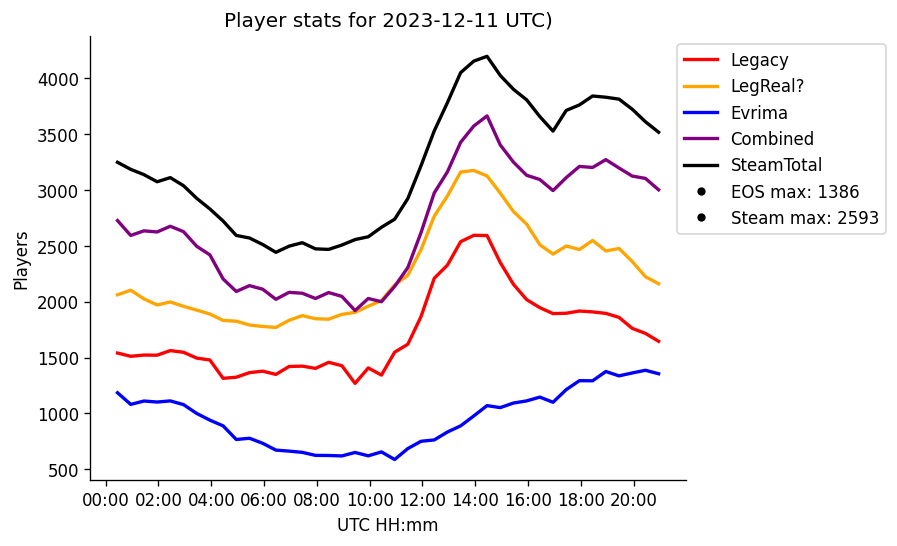 Player stats for 2023-12-11 UTC)
Legacy
LegReal?
Evrima
Combined
SteamTotal
EOS max: 1386
Steam max: 2593
Players
4000
3500
3000
2500
2000
1500
1000
500
00:00 02:00 04:00 06:00 08:00 10:00 12:00 14:00 16:00 18:00 20:00
UTC HH:mm